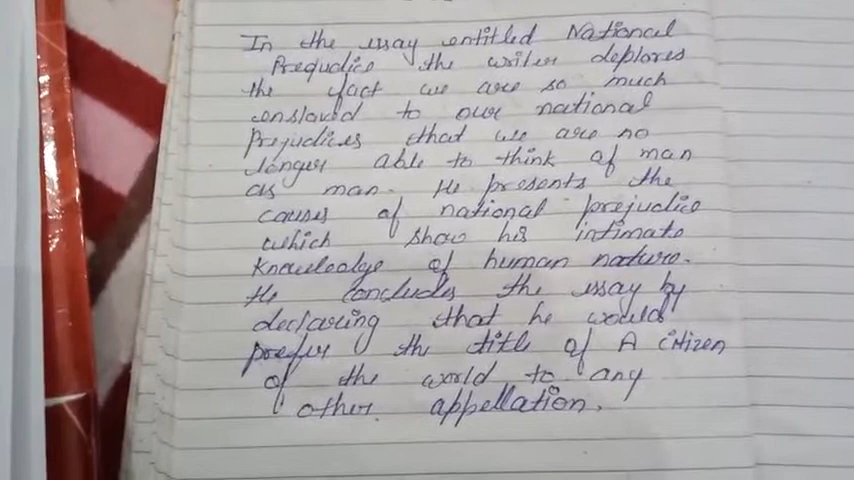 In the essay entitled National
Prequdice the writer deplores
the fact we are so much
enslaved to our national
Prejudices that we are no
longer able to think of man
as man. He presents the
causes of national prejudice
which show his intimate
knowledge of human nature.
He Concludes the essay by
declaring that he would
prefer the title of A citizen
of the world to any
other appellation.